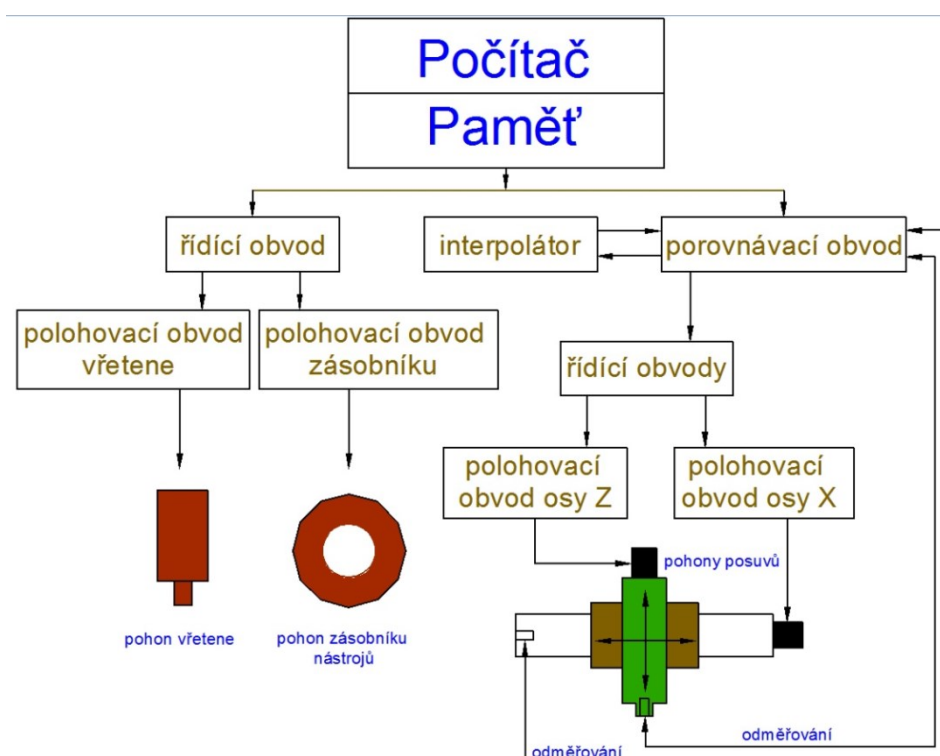 Počítač
Paměť
řídící obvod
interpolátor
porovnávací obvod
polohovací obvod
vřetene
polohovací obvod
zásobníku
řídící obvody
polohovací
obvod osy Z
polohovací
obvod osy X
pohony posuvů
pohon vřetene
pohon zásobníku
nástrojů
odměřování
odměřování